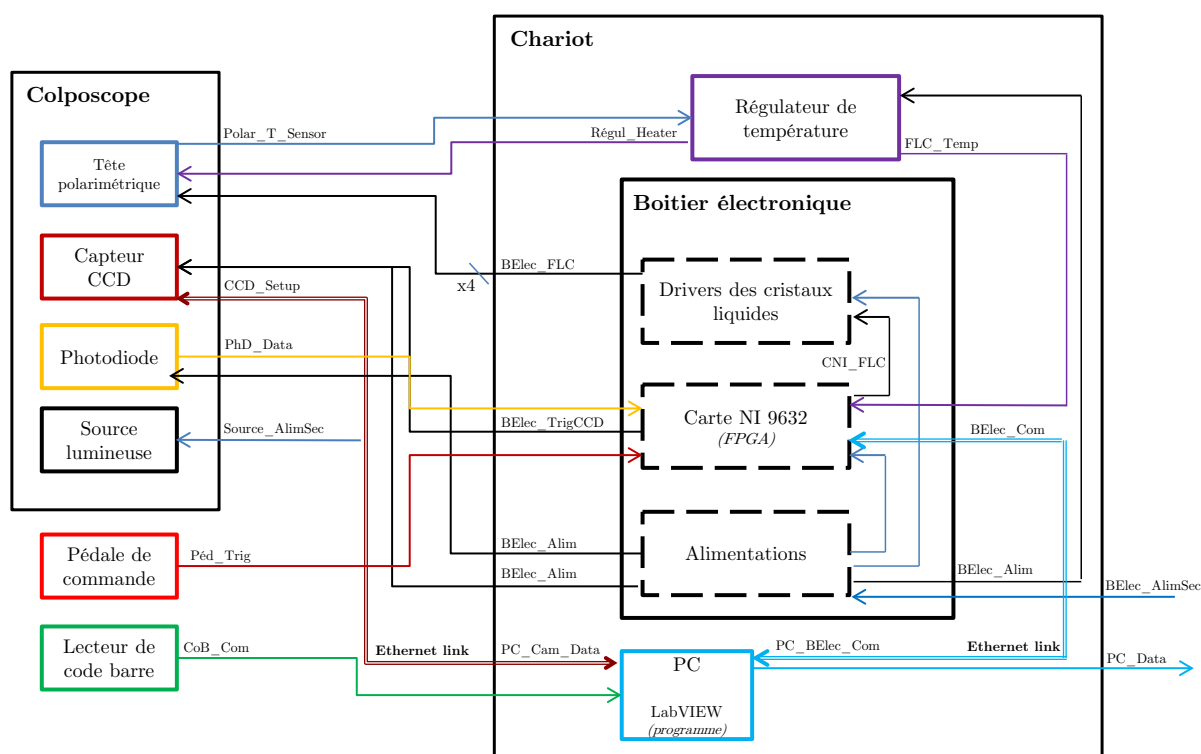 Chariot
Colposcope
Régulateur de
température
Polar_T_Sensor
Régul_Heater
FLC_Temp
Tête
polarimétrique
Boitier électronique
Capteur
CCD
BElec_FLC
x4
CCD_Setup
Drivers des cristaux
liquides
PhD_Data
Photodiode
CNI_FLC
Carte NI 9632
(FPGA)
BElec_TrigCCD
BElec_Com
Source
lumineuse
Source_AlimSec
Pédale de
commande
Péd_Trig
BElec_Alim
Alimentations
BElec_Alim
BElec_Alim
BElec_AlimSec
Lecteur de
code barre
CoB_Com
Ethernet link
PC_Cam_Data
PC
PC_BElec_Com
Ethernet link
PC_Data
LabVIEW
(programme)